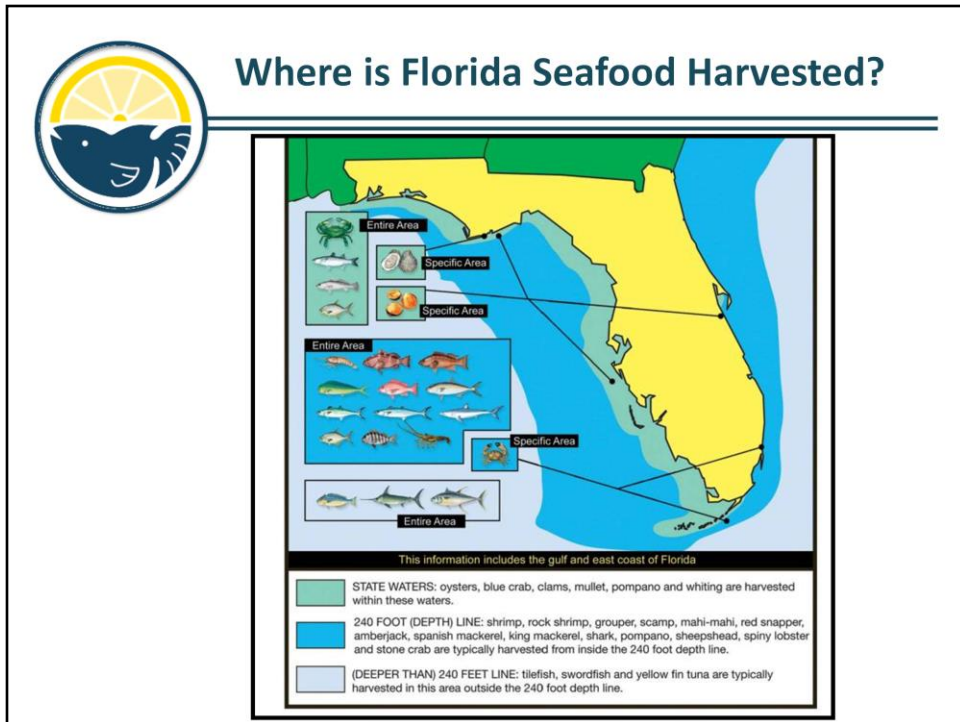 Where is Florida Seafood Harvested?
Entire Area
Specific Area
Specific Area
Entire Area
Specific Area
Entire Area
This information includes the gulf and east coast of Florida
STATE WATERS: oysters, blue crab, clams, mullet, pompano and whiting are harvested
within these waters.
240 FOOT (DEPTH) LINE: shrimp, rock shrimp, grouper, scamp, mahi-mahi, red snapper,
amberjack, spanish mackerel, king mackerel, shark, pompano, sheepshead, spiny lobster
and stone crab are typically harvested from inside the 240 foot depth line.
(DEEPER THAN) 240 FEET LINE: tilefish, swordfish and yellow fin tuna are typically
harvested in this area outside the 240 foot depth line.